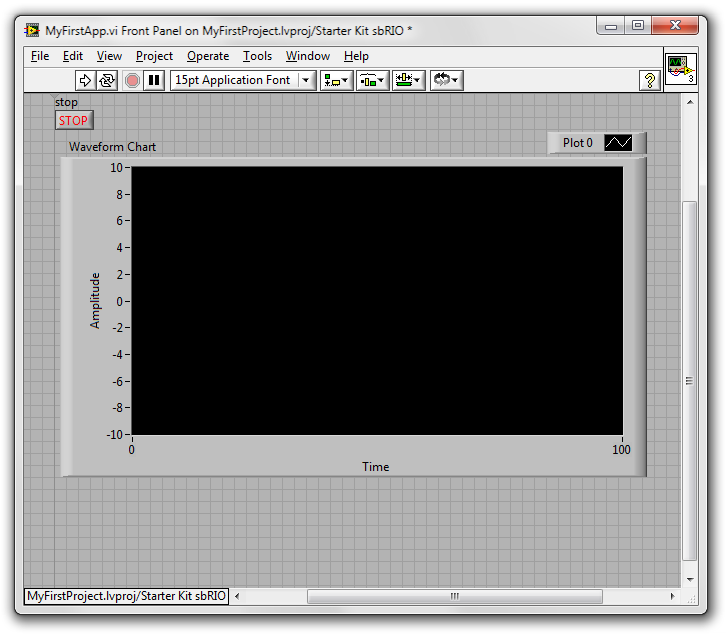 MyFirstApp.vi Front Panel on MyFirstProject.lvproj/Starter Kit sbRIO *
File Edit View Project Operate Tools Window Help
15pt Application Font
?
3
stop
STOP
Waveform Chart
Plot 0
10
8
6
4
2
0
-2
-4
-6
-8
-10
Amplitude
0
100
Time
MyFirstProject.lvproj/Starter Kit sbRIO